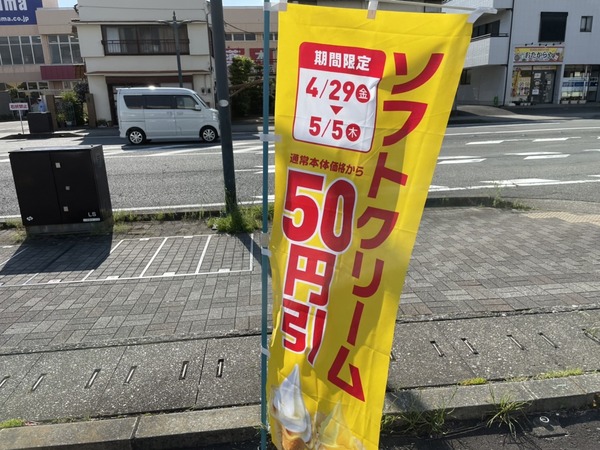 期間限定
4/29金
5/5木
通常本体価格から
50円引
ソフトクリーム